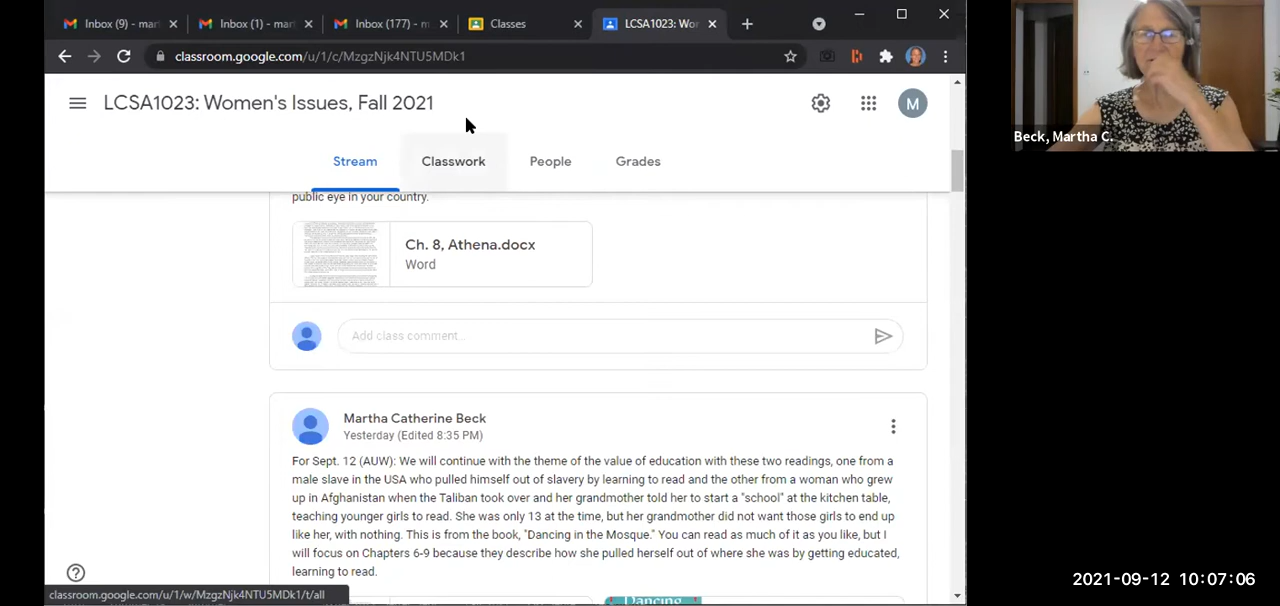 Inbox (9) - mar
Inbox (1) - mar
Inbox (177) - m
Classes
LCSA1023: Wo
classroom.google.com/u/1/c/MzgzNjk4NTU5MDk1
LCSA1023: Women's Issues, Fall 2021
M
Stream
Classwork
People
Grades
public eye in your country.
Ch. 8, Athena.docx
Word
Add class comment...
Martha Catherine Beck
Yesterday (Edited 8:35 PM)
For Sept. 12 (AUW): We will continue with the theme of the value of education with these two readings, one from a
male slave in the USA who pulled himself out of slavery by learning to read and the other from a woman who grew
up in Afghanistan when the Taliban took over and her grandmother told her to start a "school" at the kitchen table,
teaching younger girls to read. She was only 13 at the time, but her grandmother did not want those girls to end up
like her, with nothing. This is from the book, "Dancing in the Mosque." You can read as much of it as you like, but I
will focus on Chapters 6-9 because they describe how she pulled herself out of where she was by getting educated,
learning to read.
Dancing
classroom.google.com/u/1/w/MzgzNjk4NTU5MDk1/t/all
Beck, Martha C.
2021-09-12 10:07:06